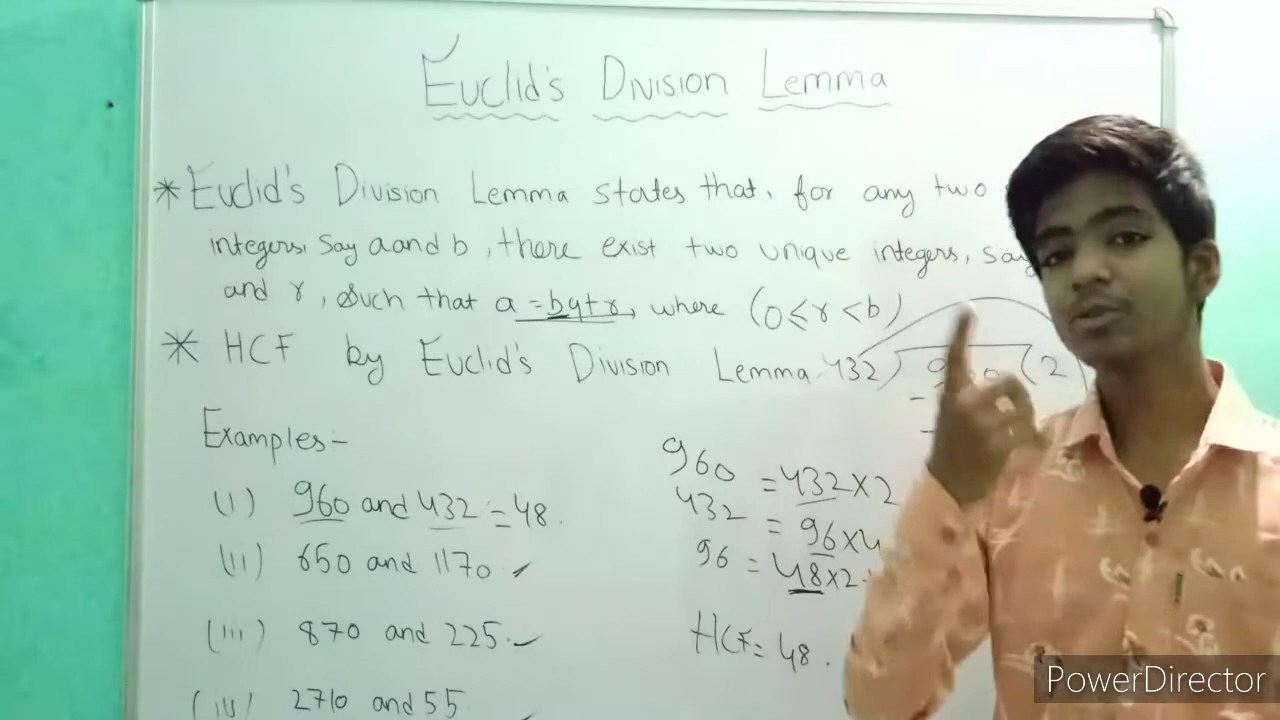 Euclid's Division Lemma
* Euclid's Division Lemma states that, for any two
integers, say a and b, there exist two unique integers, say
and r, such that a = bq+r, where (0≤r<b)
* HCF by Euclid's Division Lemma 432) 960 (2
Examples-
(i) 960 and 432 = 48.
(ii) 650 and 1170
(iii) 870 and 225.
(iv) 2710 and 55
960 = 432×2
432 = 96×4
96 = 48×2+
HCF = 48.
PowerDirector